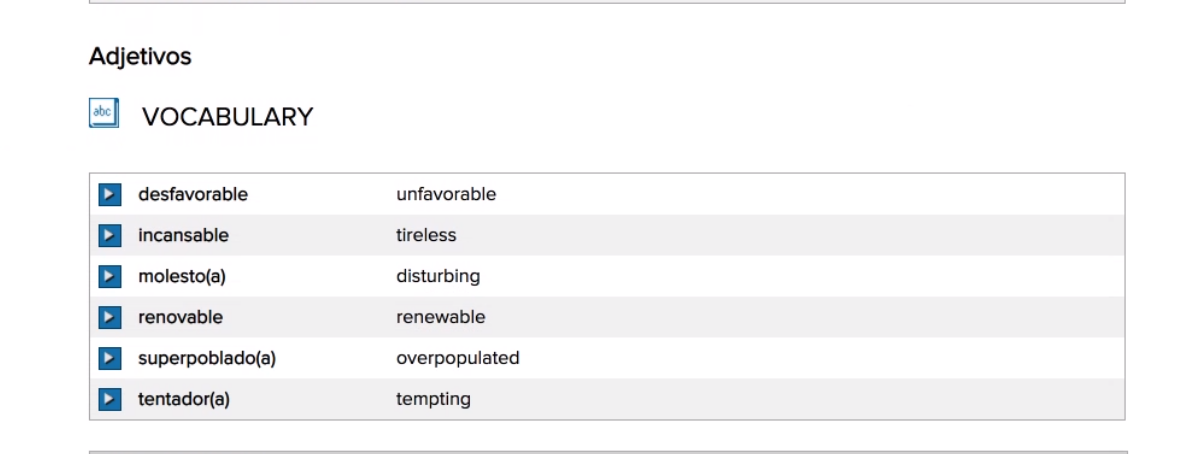 Adjetivos
abc VOCABULARY
desfavorable unfavorable
incansable tireless
molesto(a) disturbing
renovable renewable
superpoblado(a) overpopulated
tentador(a) tempting